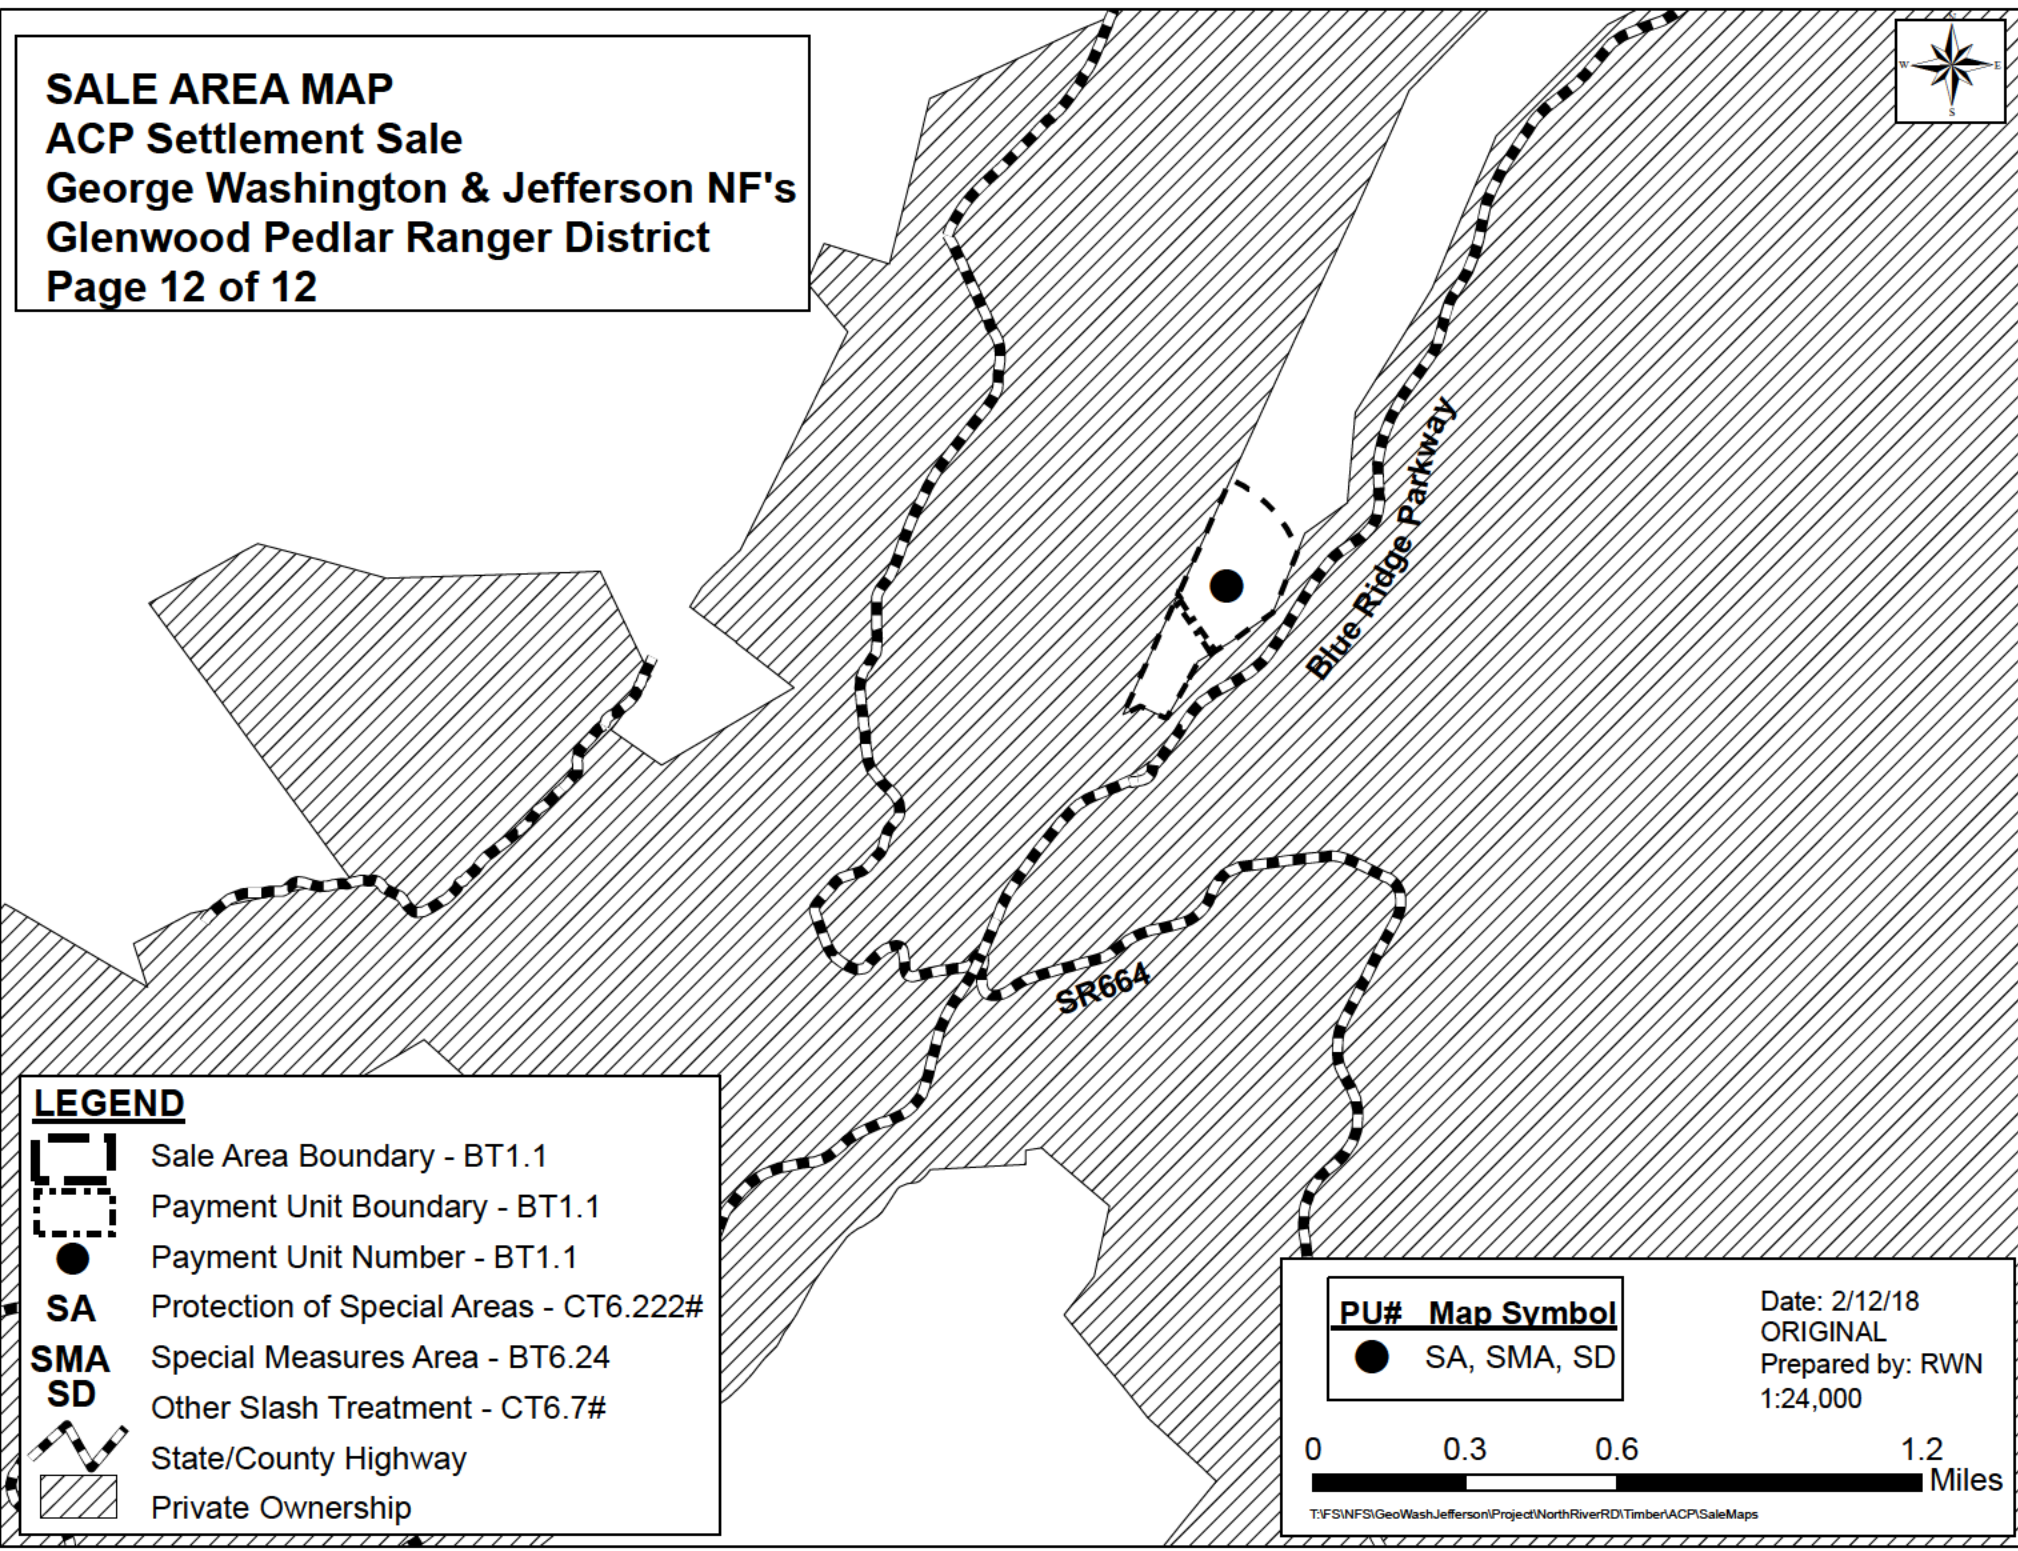 SALE AREA MAP
ACP Settlement Sale
George Washington & Jefferson NF's
Glenwood Pedlar Ranger District
Page 12 of 12
N
W
E
S
Blue Ridge Parkway
SR664
LEGEND
Sale Area Boundary - BT1.1
Payment Unit Boundary - BT1.1
Payment Unit Number - BT1.1
SA Protection of Special Areas - CT6.222#
SMA Special Measures Area - BT6.24
SD Other Slash Treatment - CT6.7#
State/County Highway
Private Ownership
PU# Map Symbol
SA, SMA, SD
Date: 2/12/18
ORIGINAL
Prepared by: RWN
1:24,000
0 0.3 0.6 1.2
Miles
T:\FS\NFS\GeoWashJefferson\Project\NorthRiverRD\Timber\ACP\SaleMaps